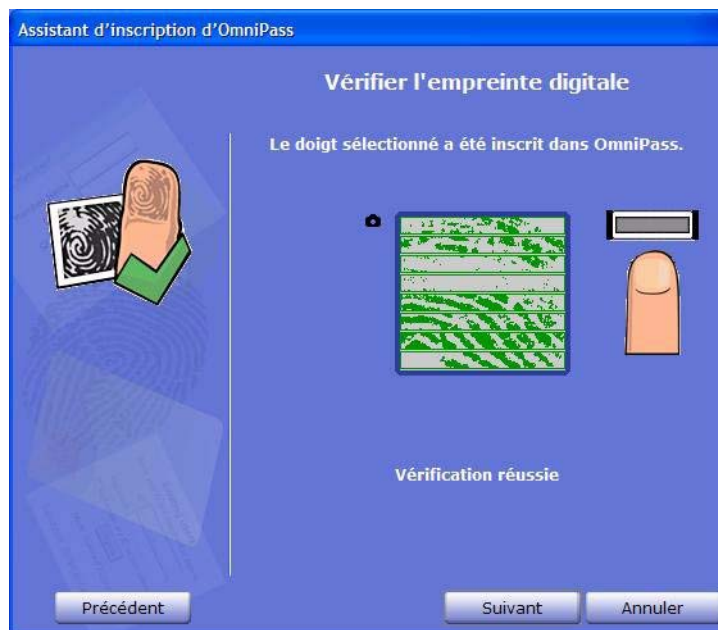 Assistant d'inscription d'OmniPass
Vérifier l'empreinte digitale
Le doigt sélectionné a été inscrit dans OmniPass.
Vérification réussie
Précédent
Suivant
Annuler